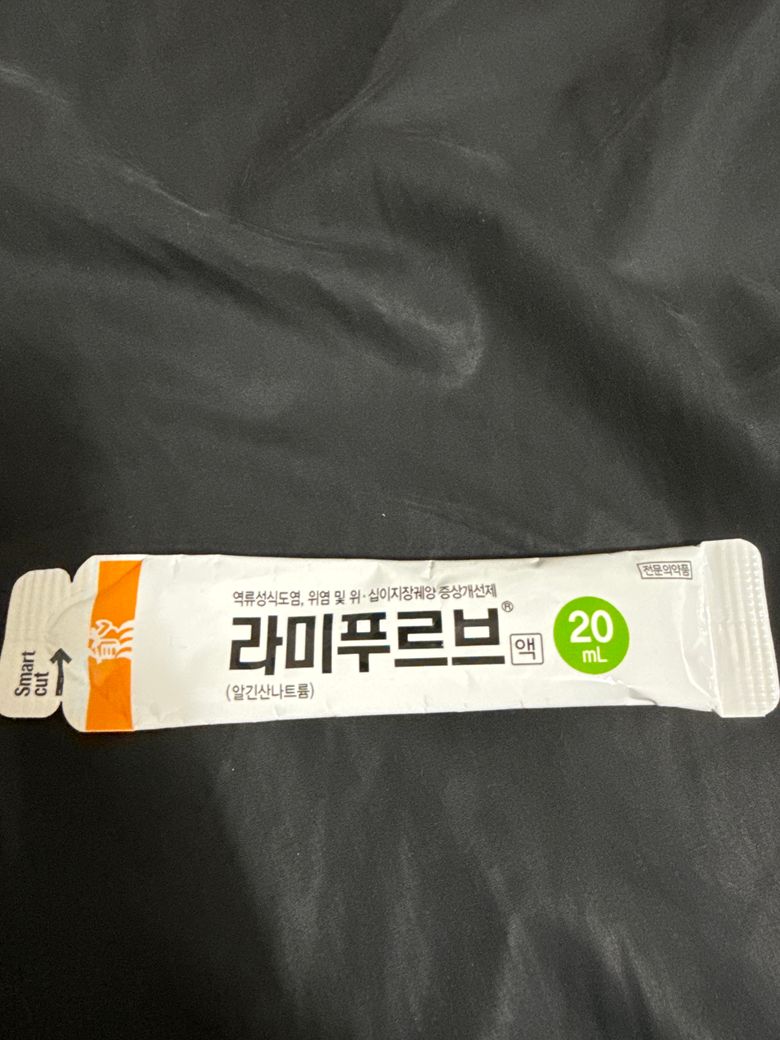 Smart
cut
전문의약품
역류성식도염, 위염 및 위·십이지장궤양 증상개선제
라미푸르브® 액
20
mL
(알긴산나트륨)